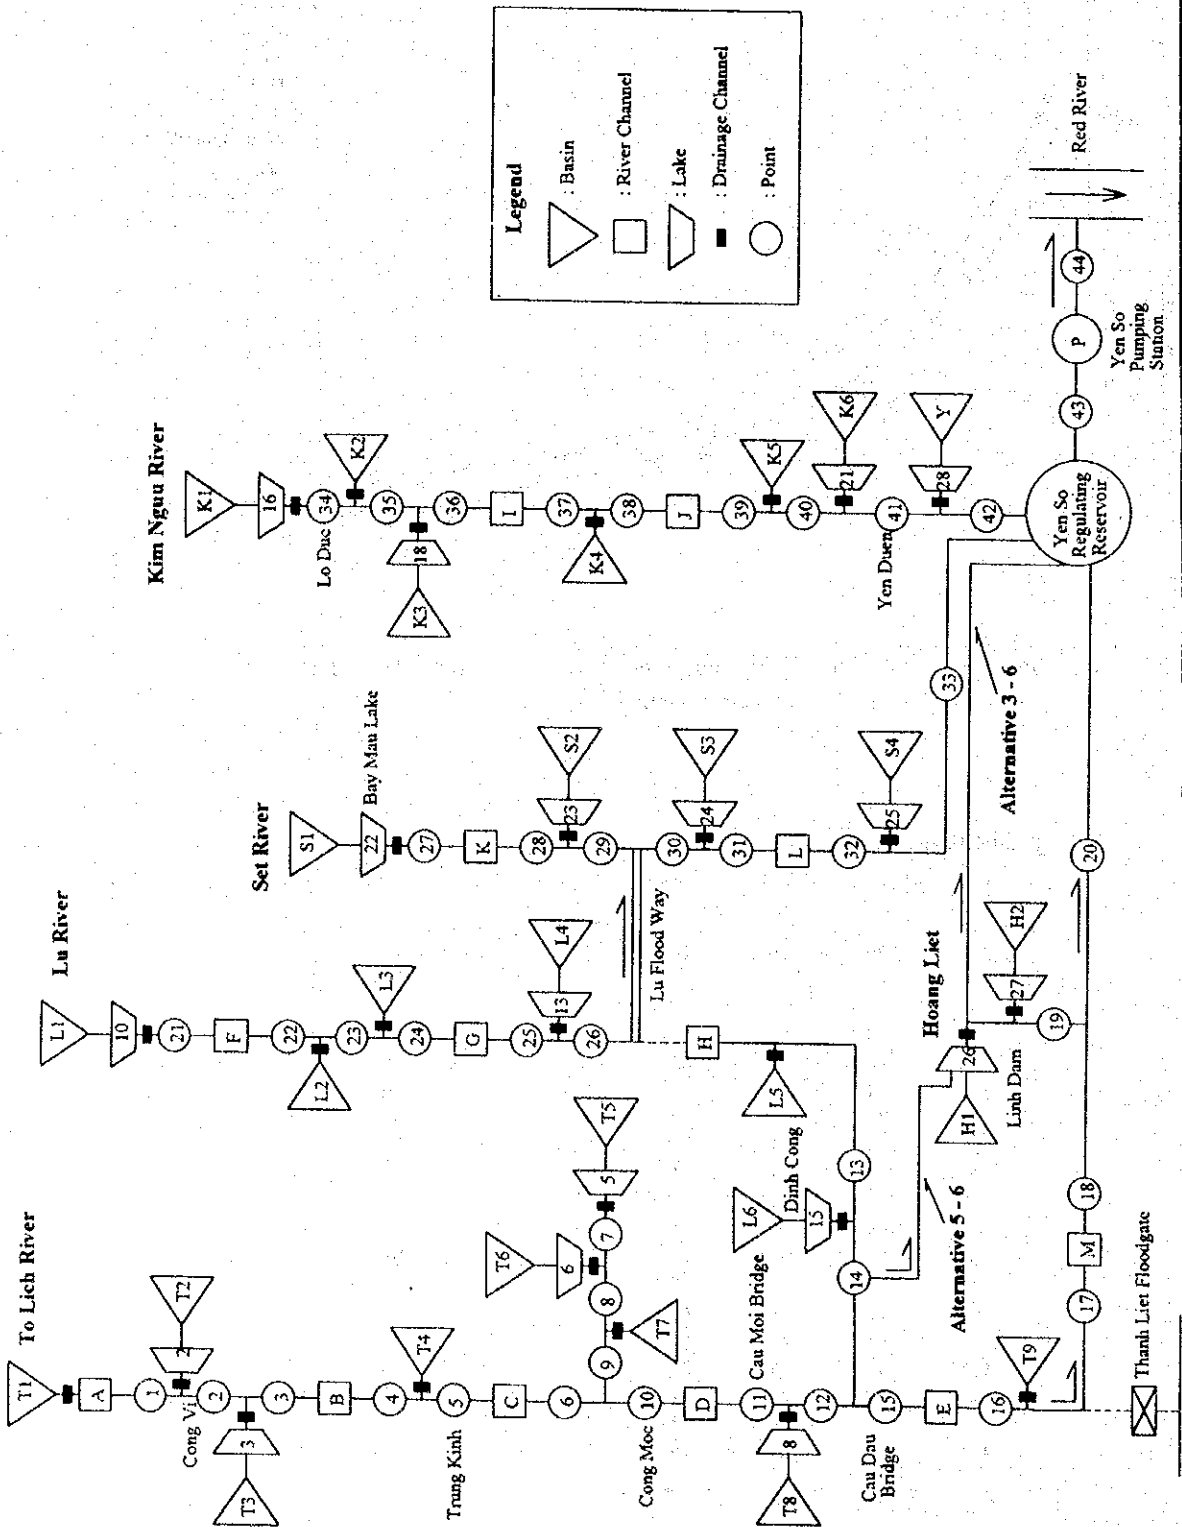 To Lich River
T1
A
1
2
T2
Cong Vi
2
3
T3
3
B
4
T4
Trung Kinh
5
C
6
T5
5
7
T6
6
8
T7
9
Cong Moc
10
D
Cau Moi Bridge
11
8
T8
12
Cau Dau
Bridge
15
E
16
T9
Thanh Liet Floodgate
17
M
18
20
Lu River
L1
10
21
F
22
L2
23
L3
24
G
25
13
L4
26
Lu Flood Way
H
L5
13
Dinh Cong
L6
15
14
Alternative 5 - 6
Hoang Liet
H1
26
Linh Dam
27
H2
19
Set River
S1
22
Bay Mau Lake
27
K
28
23
S2
29
30
24
S3
31
L
32
25
S4
33
Alternative 3 - 6
Kim Nguu River
K1
16
34
Lo Duc
K2
35
18
K3
36
I
37
K4
38
J
39
K5
40
21
K6
Yen Duen
41
28
Y
42
Yen So
Regulating
Reservour
43
P
Yen So
Pumping
Station
44
Red River
Legend
: Basin
: River Channel
: Lake
: Drainage Channel
: Point